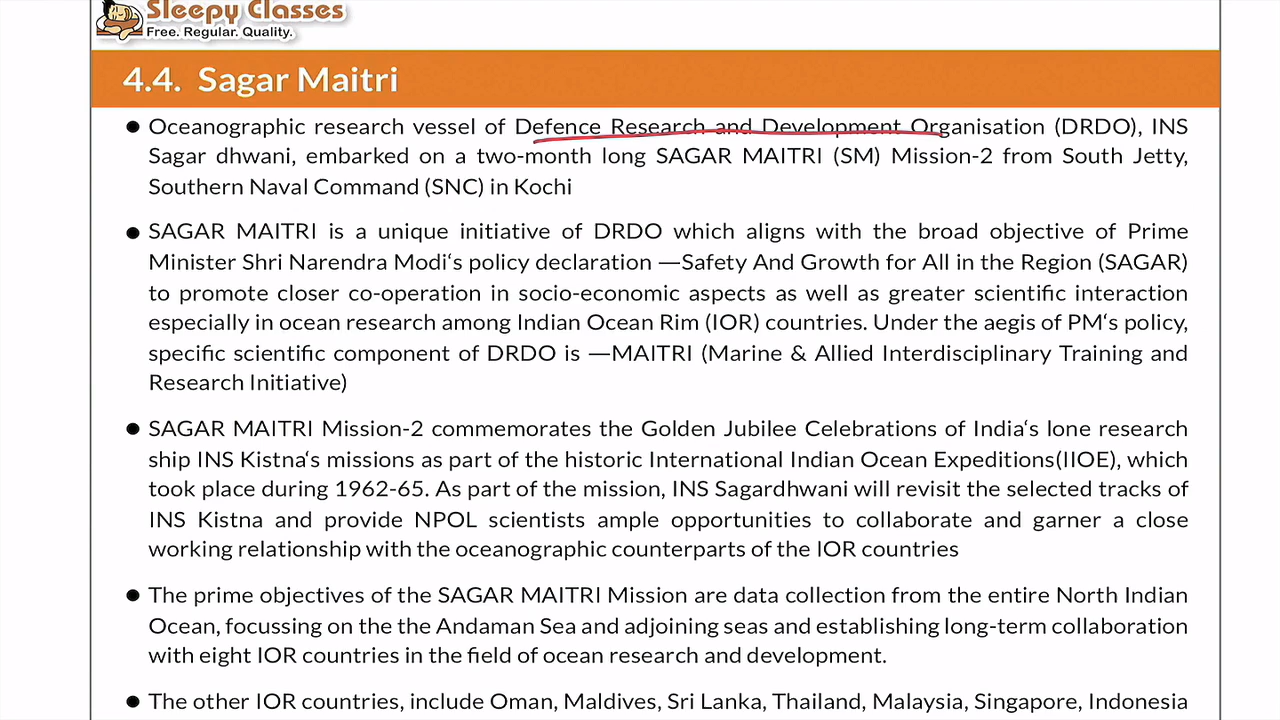 Sleepy Classes
Free. Regular. Quality.
4.4. Sagar Maitri
● Oceanographic research vessel of Defence Research and Development Organisation (DRDO), INS
Sagar dhwani, embarked on a two-month long SAGAR MAITRI (SM) Mission-2 from South Jetty,
Southern Naval Command (SNC) in Kochi
● SAGAR MAITRI is a unique initiative of DRDO which aligns with the broad objective of Prime
Minister Shri Narendra Modi‘s policy declaration —Safety And Growth for All in the Region (SAGAR)
to promote closer co-operation in socio-economic aspects as well as greater scientific interaction
especially in ocean research among Indian Ocean Rim (IOR) countries. Under the aegis of PM‘s policy,
specific scientific component of DRDO is —MAITRI (Marine & Allied Interdisciplinary Training and
Research Initiative)
● SAGAR MAITRI Mission-2 commemorates the Golden Jubilee Celebrations of India‘s lone research
ship INS Kistna‘s missions as part of the historic International Indian Ocean Expeditions(IIOE), which
took place during 1962-65. As part of the mission, INS Sagardhwani will revisit the selected tracks of
INS Kistna and provide NPOL scientists ample opportunities to collaborate and garner a close
working relationship with the oceanographic counterparts of the IOR countries
● The prime objectives of the SAGAR MAITRI Mission are data collection from the entire North Indian
Ocean, focussing on the the Andaman Sea and adjoining seas and establishing long-term collaboration
with eight IOR countries in the field of ocean research and development.
● The other IOR countries, include Oman, Maldives, Sri Lanka, Thailand, Malaysia, Singapore, Indonesia